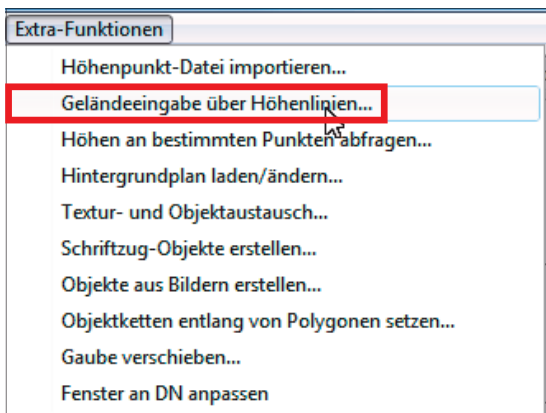 Extra-Funktionen
Höhenpunkt-Datei importieren...
Geländeeingabe über Höhenlinien...
Höhen an bestimmten Punkten abfragen...
Hintergrundplan laden/ändern...
Textur- und Objektaustausch...
Schriftzug-Objekte erstellen...
Objekte aus Bildern erstellen...
Objektketten entlang von Polygonen setzen...
Gaube verschieben...
Fenster an DN anpassen